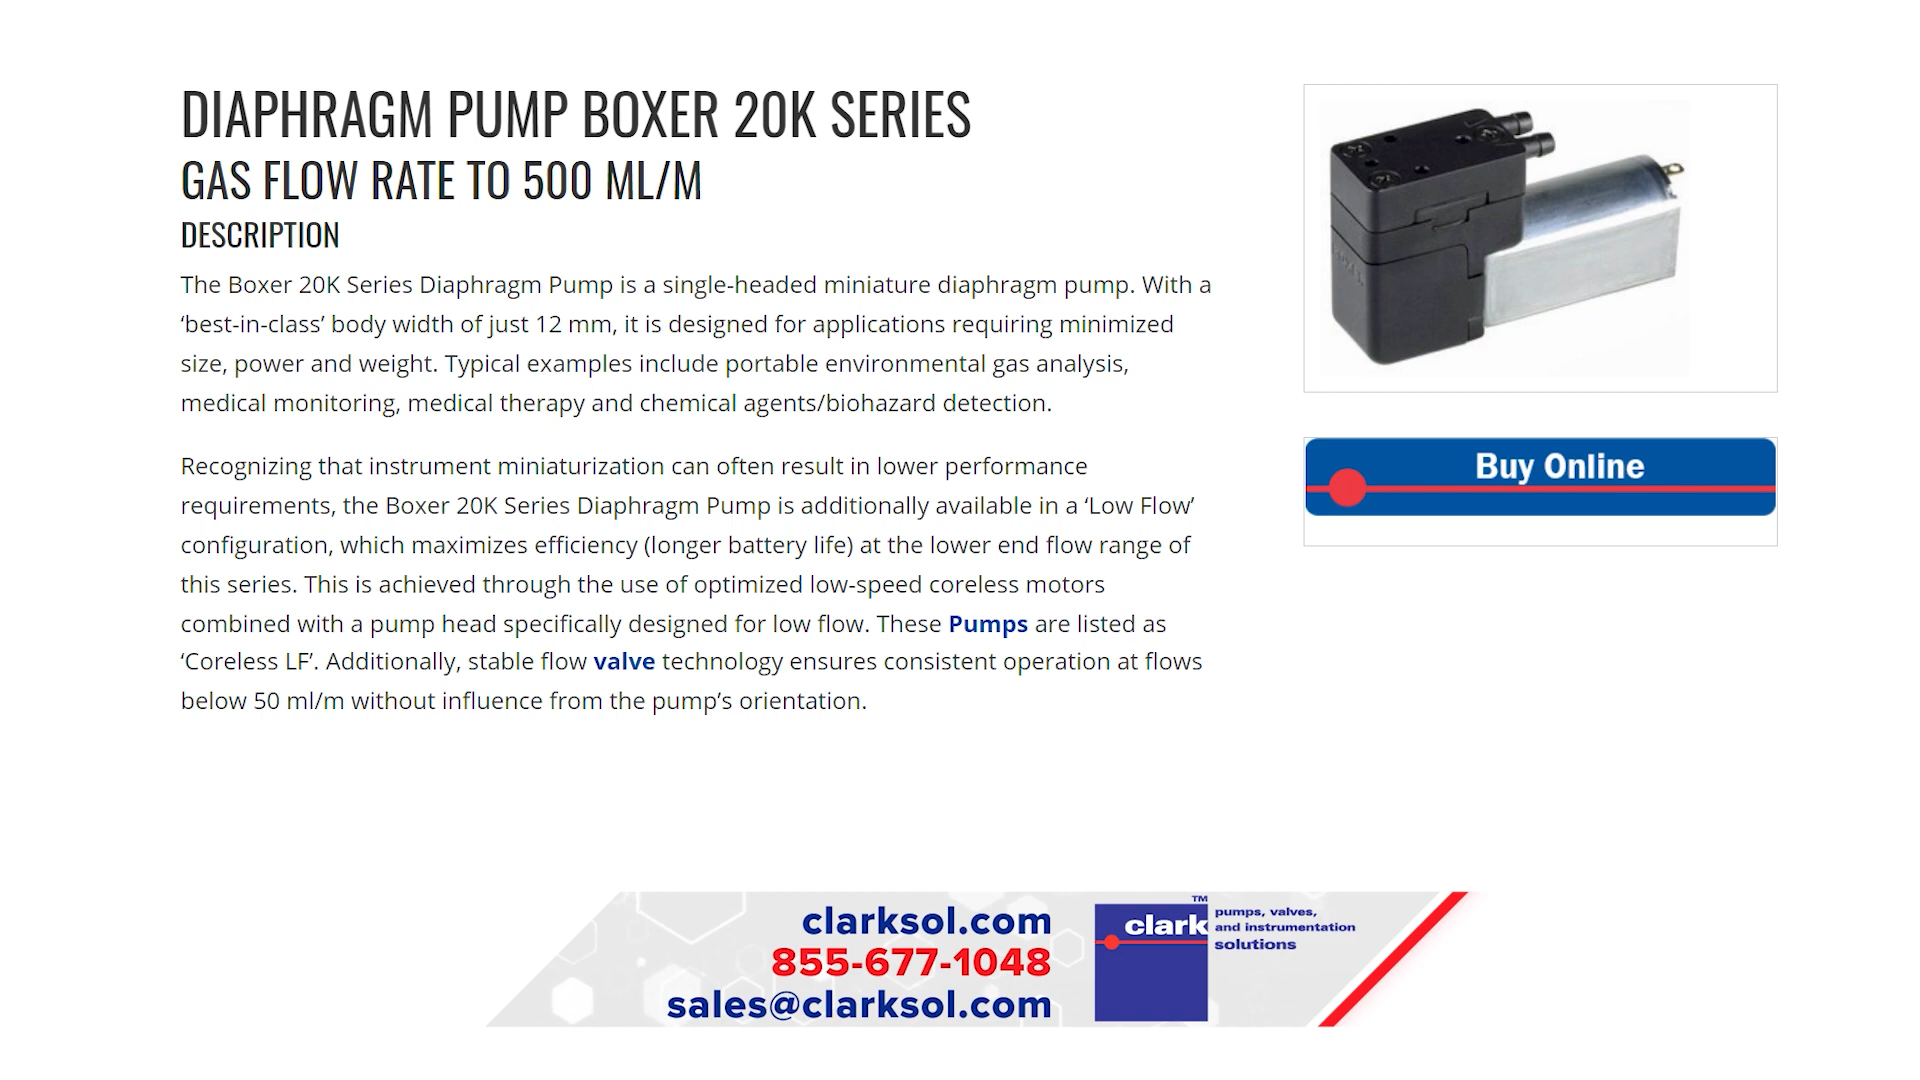 DIAPHRAGM PUMP BOXER 20K SERIES
GAS FLOW RATE TO 500 ML/M
DESCRIPTION
The Boxer 20K Series Diaphragm Pump is a single-headed miniature diaphragm pump. With a
‘best-in-class’ body width of just 12 mm, it is designed for applications requiring minimized
size, power and weight. Typical examples include portable environmental gas analysis,
medical monitoring, medical therapy and chemical agents/biohazard detection.
Recognizing that instrument miniaturization can often result in lower performance
requirements, the Boxer 20K Series Diaphragm Pump is additionally available in a ‘Low Flow’
configuration, which maximizes efficiency (longer battery life) at the lower end flow range of
this series. This is achieved through the use of optimized low-speed coreless motors
combined with a pump head specifically designed for low flow. These Pumps are listed as
‘Coreless LF’. Additionally, stable flow valve technology ensures consistent operation at flows
below 50 ml/m without influence from the pump’s orientation.
Buy Online
clarksol.com
855-677-1048
sales@clarksol.com
clark
TM
pumps, valves,
and instrumentation
solutions